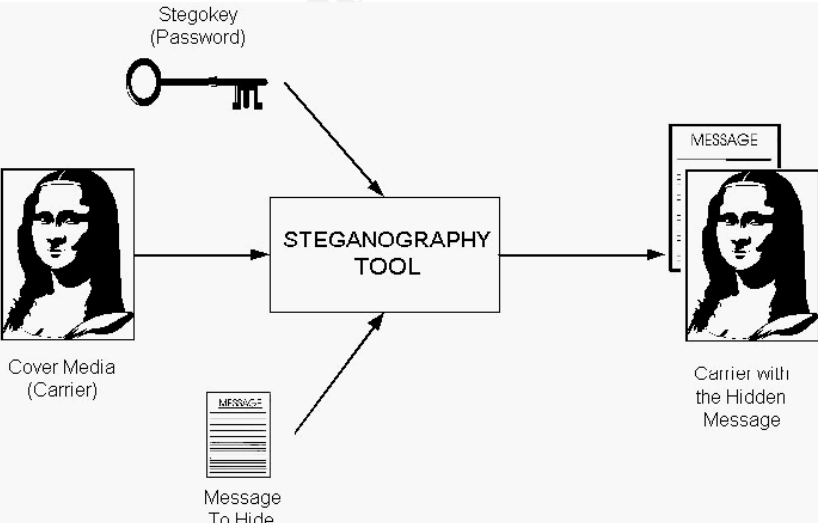 Stegokey
(Password)
MESSAGE
STEGANOGRAPHY
TOOL
Cover Media
(Carrier)
MESSAGE
Carrier with
the Hidden
Message
Message
To Hide